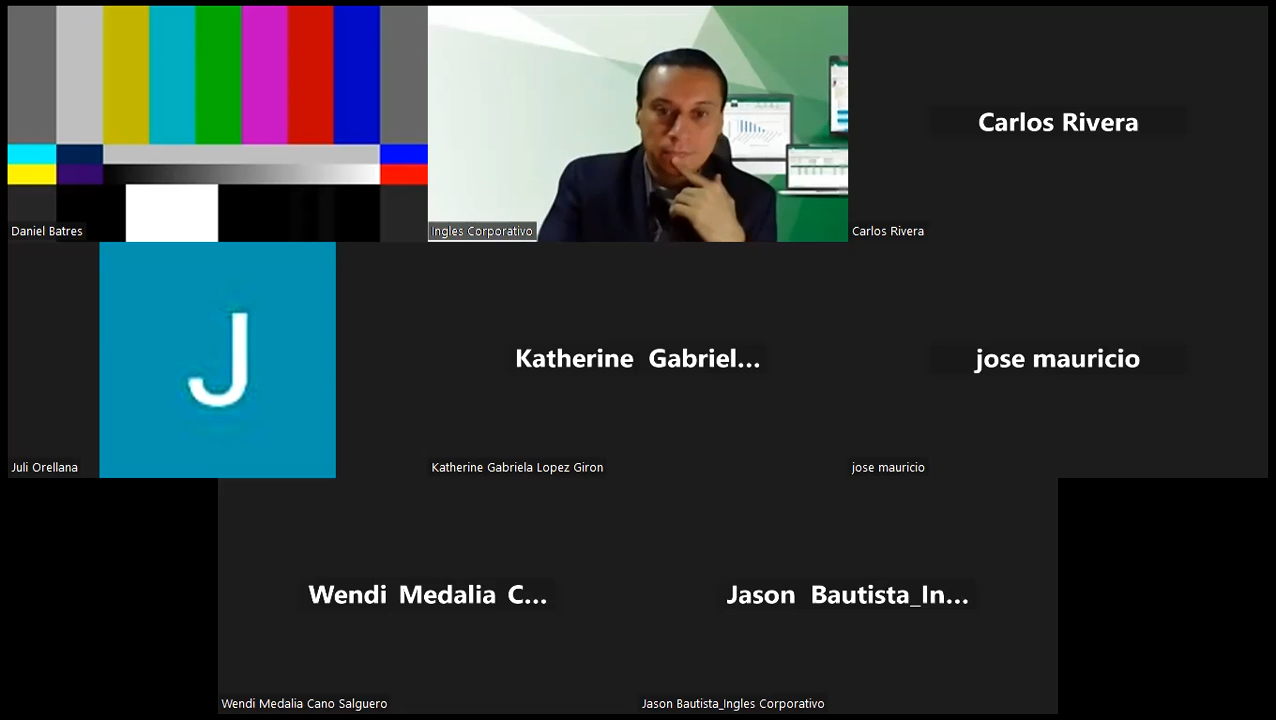 Daniel Batres
Ingles Corporativo
Carlos Rivera
Carlos Rivera
J
Juli Orellana
Katherine Gabriel...
Katherine Gabriela Lopez Giron
jose mauricio
jose mauricio
Wendi Medalia C...
Wendi Medalia Cano Salguero
Jason Bautista_In...
Jason Bautista_Ingles Corporativo